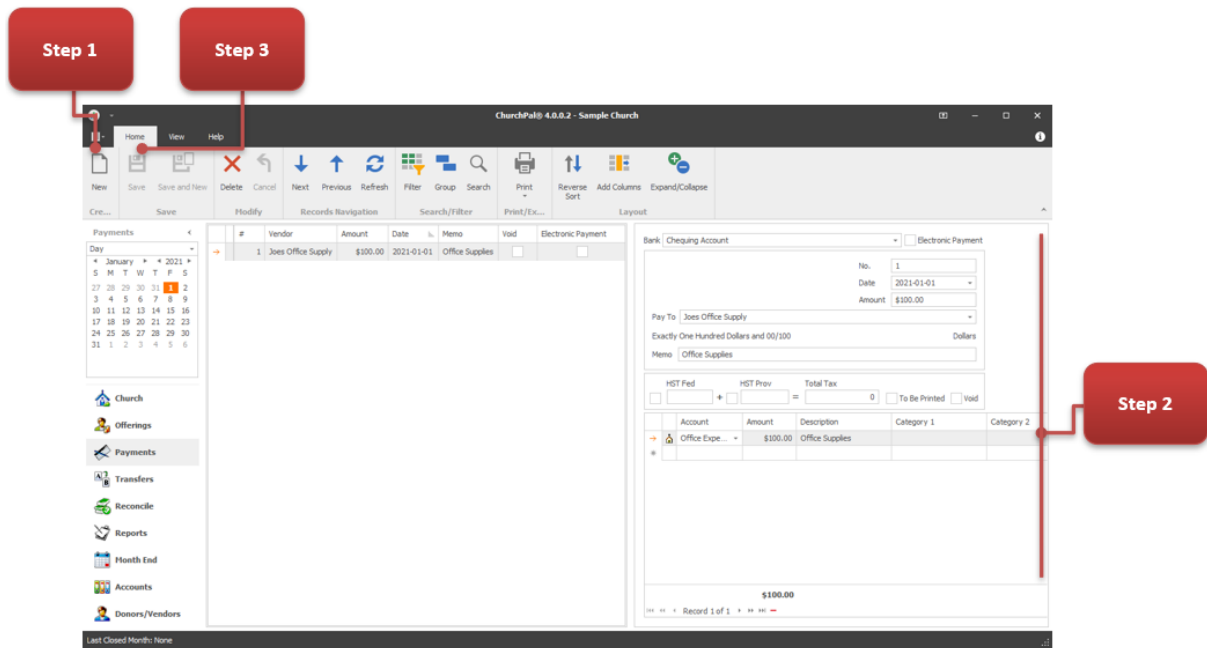 Step 1
Step 3
ChurchPal® 4.0.0.2 - Sample Church
Home View Help
New Save Save and New Delete Cancel Next Previous Refresh Filter Group Search Print Reverse Sort Add Columns Expand/Collapse
Cre... Save Modify Records Navigation Search/Filter Print/Ex... Layout
Payments
Day
January 2021
S M T W T F S
27 28 29 30 31 1 2
3 4 5 6 7 8 9
10 11 12 13 14 15 16
17 18 19 20 21 22 23
24 25 26 27 28 29 30
31 1 2 3 4 5 6
Church
Offerings
Payments
Transfers
Reconcile
Reports
Month End
Accounts
Donors/Vendors
# Vendor Amount Date Memo Void Electronic Payment
1 Joes Office Supply $100.00 2021-01-01 Office Supplies
Bank Chequing Account Electronic Payment
No. 1
Date 2021-01-01
Amount $100.00
Pay To Joes Office Supply
Exactly One Hundred Dollars and 00/100 Dollars
Memo Office Supplies
HST Fed HST Prov Total Tax
+ = 0 To Be Printed Void
Account Amount Description Category 1 Category 2
Office Expe... $100.00 Office Supplies
$100.00
Record 1 of 1
Step 2
Last Closed Month: None